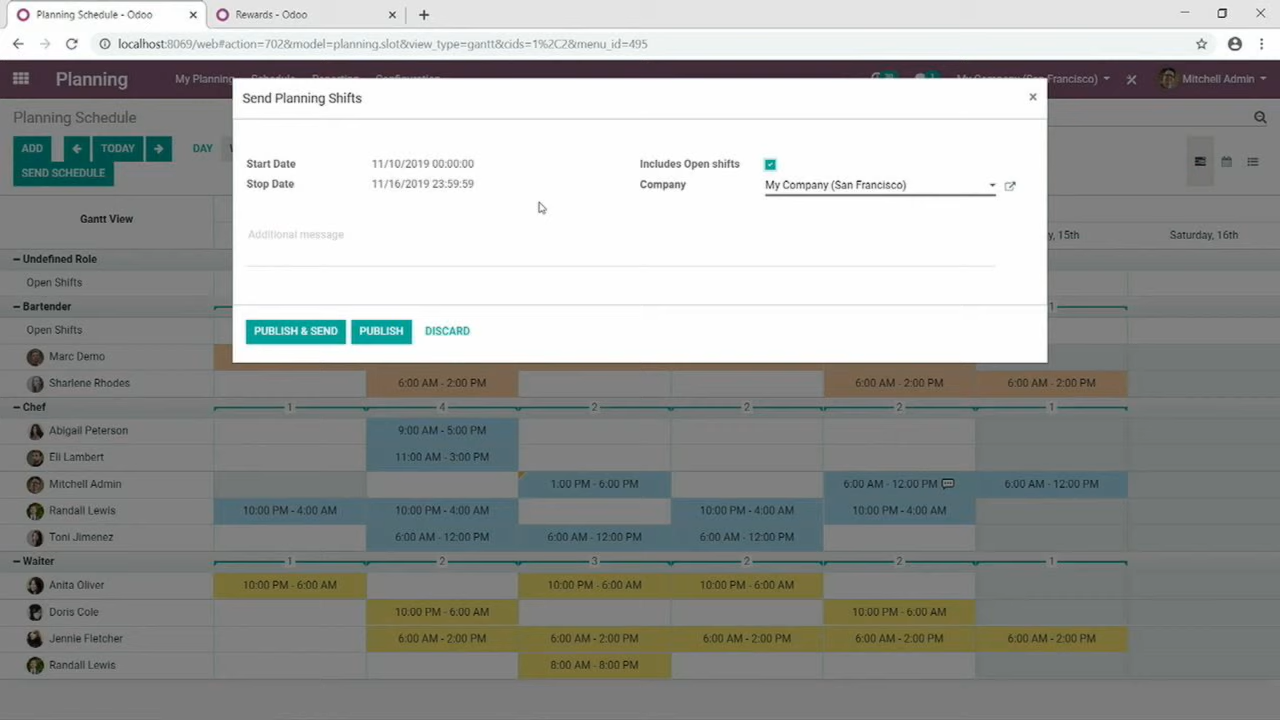 Planning Schedule - Odoo
Rewards - Odoo
localhost:8069/web#action=702&model=planning.slot&view_type=gantt&cids=1%2C2&menu_id=495
Planning My Planning Schedule Reporting Configuration My Company (San Francisco) Mitchell Admin
Planning Schedule
ADD TODAY DAY
SEND SCHEDULE
Send Planning Shifts
Start Date 11/10/2019 00:00:00 Includes Open shifts
Stop Date 11/16/2019 23:59:59 Company My Company (San Francisco)
Additional message
PUBLISH & SEND PUBLISH DISCARD
Gantt View 15th Saturday, 16th
Undefined Role
Open Shifts
Bartender 1
Open Shifts
Marc Demo
Sharlene Rhodes 6:00 AM - 2:00 PM 6:00 AM - 2:00 PM 6:00 AM - 2:00 PM
Chef 1 4 2 2 2 1
Abigail Peterson 9:00 AM - 5:00 PM
Eli Lambert 11:00 AM - 3:00 PM
Mitchell Admin 1:00 PM - 6:00 PM 6:00 AM - 12:00 PM 6:00 AM - 12:00 PM
Randall Lewis 10:00 PM - 4:00 AM 10:00 PM - 4:00 AM 10:00 PM - 4:00 AM 10:00 PM - 4:00 AM
Toni Jimenez 6:00 AM - 12:00 PM 6:00 AM - 12:00 PM 6:00 AM - 12:00 PM
Waiter 1 2 3 2 2 1
Anita Oliver 10:00 PM - 6:00 AM 10:00 PM - 6:00 AM 10:00 PM - 6:00 AM
Doris Cole 10:00 PM - 6:00 AM 10:00 PM - 6:00 AM
Jennie Fletcher 6:00 AM - 2:00 PM 6:00 AM - 2:00 PM 6:00 AM - 2:00 PM 6:00 AM - 2:00 PM 6:00 AM - 2:00 PM
Randall Lewis 8:00 AM - 8:00 PM